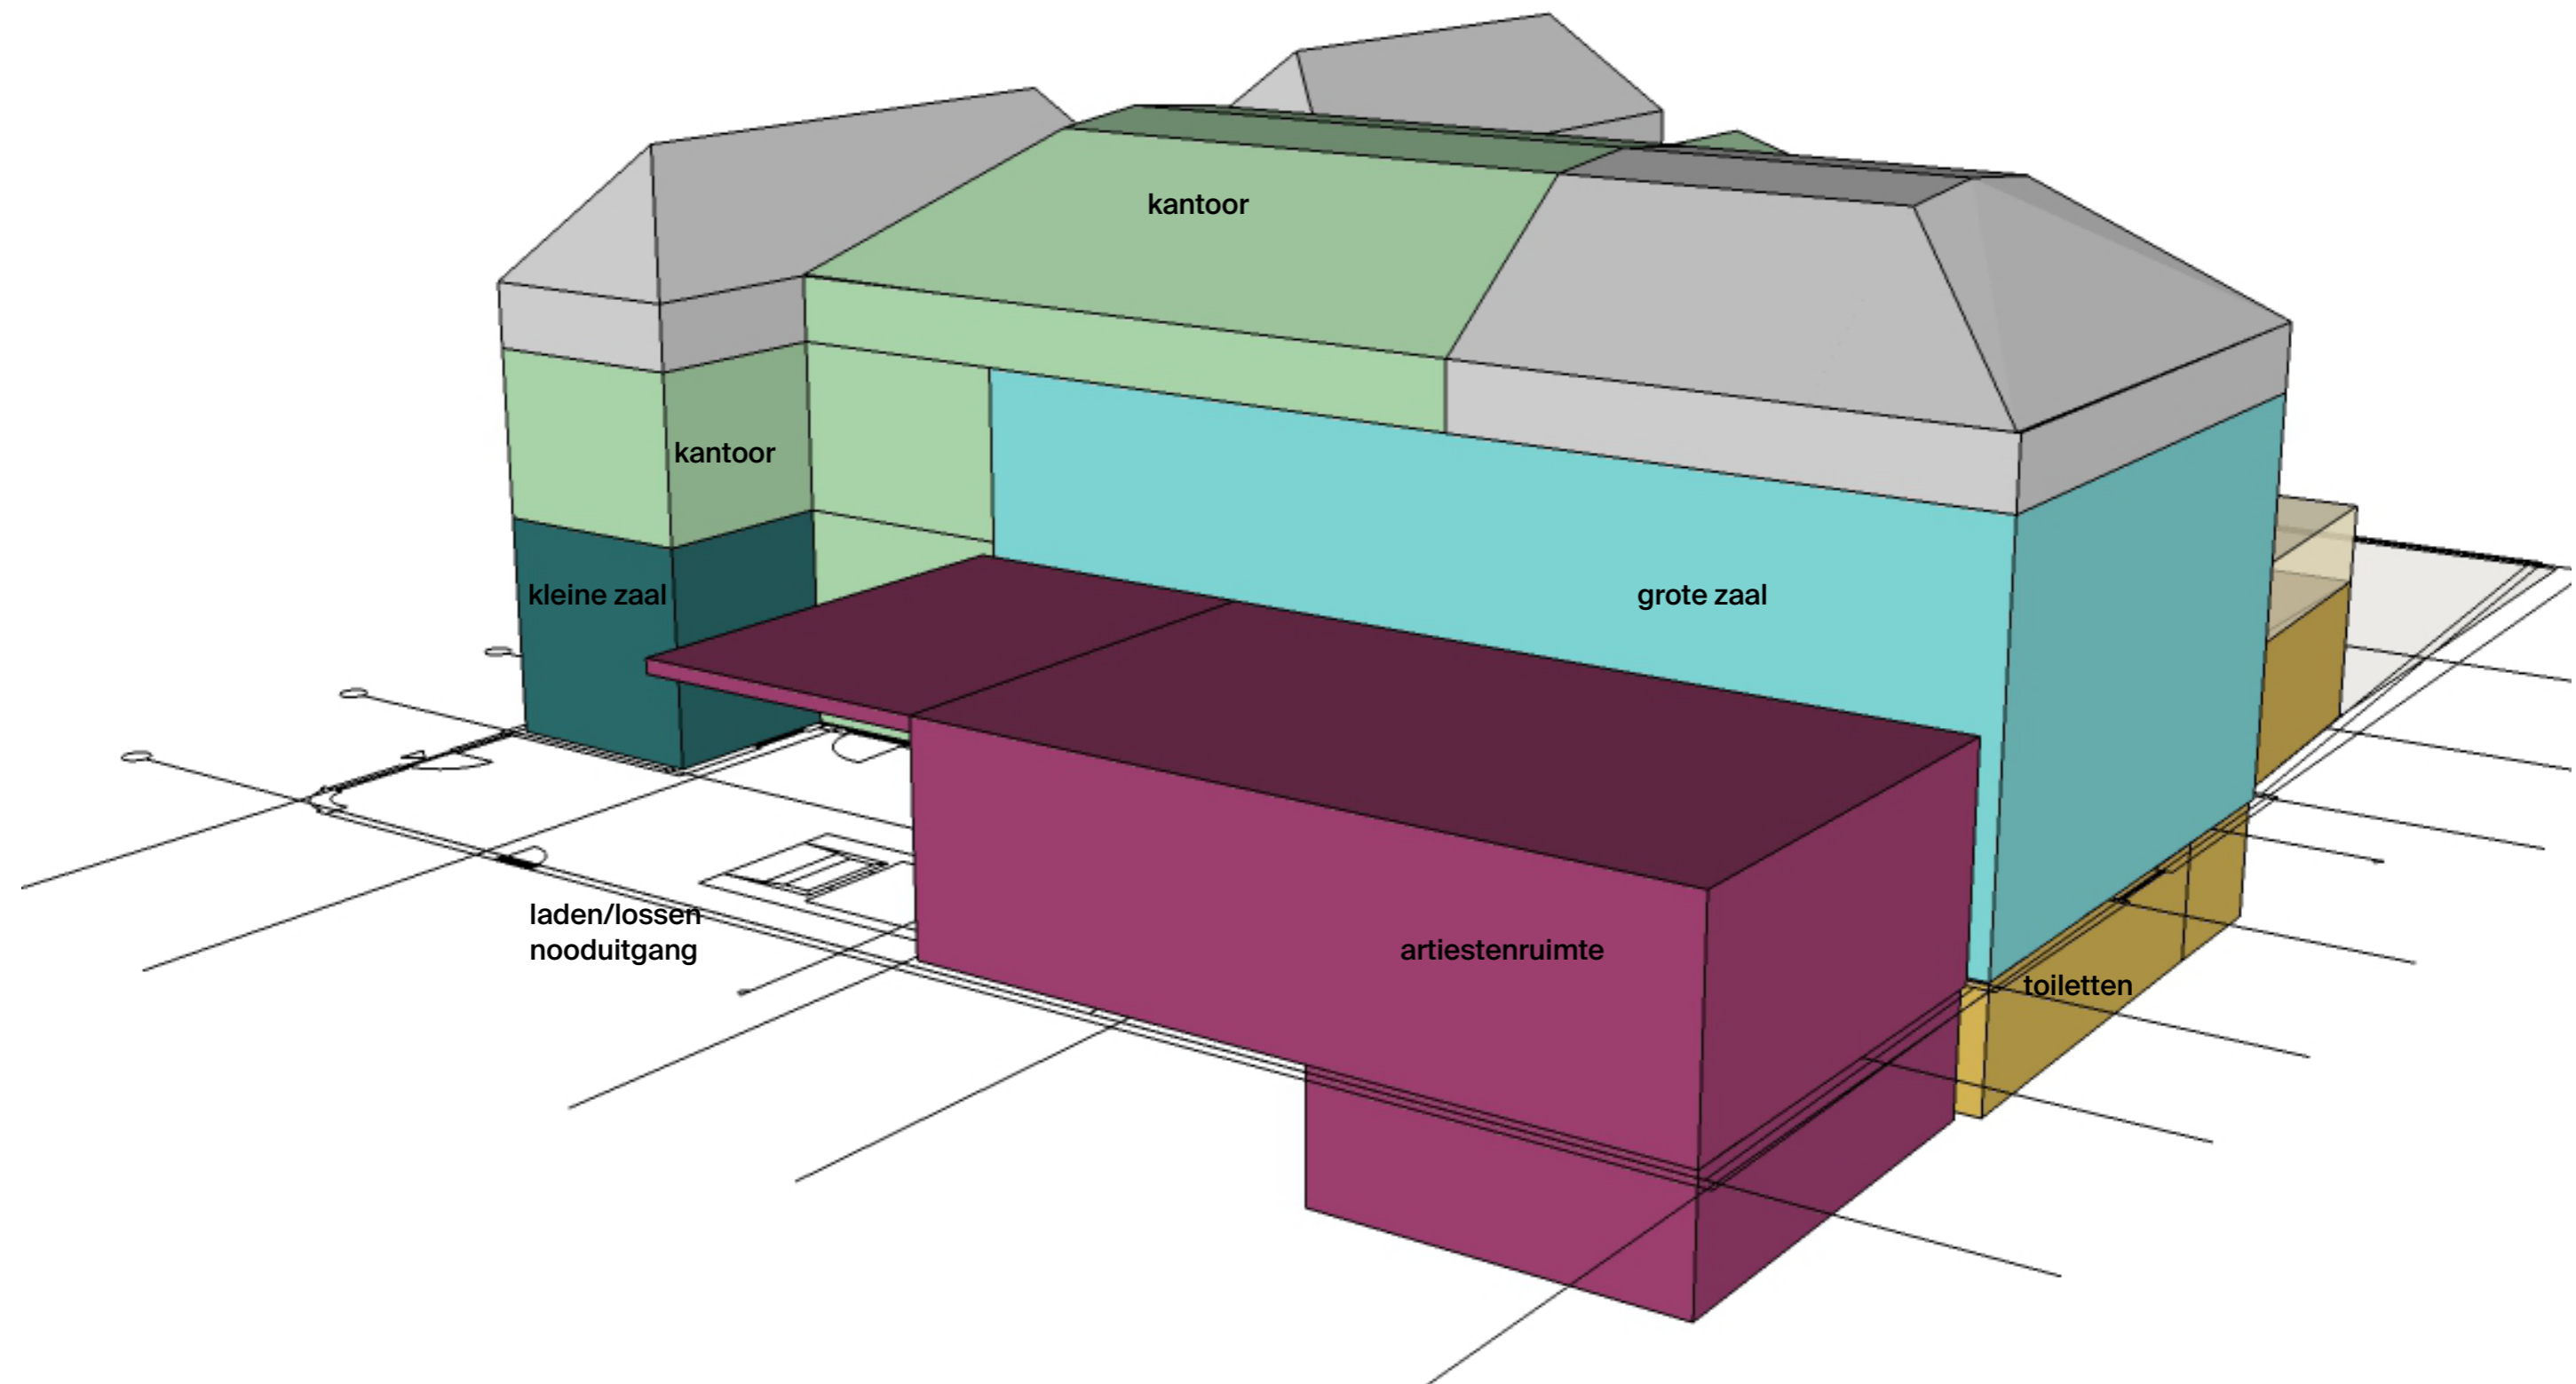 kantoor
kantoor
kleine zaal
grote zaal
laden/lossen
nooduitgang
artiestenruimte
toiletten